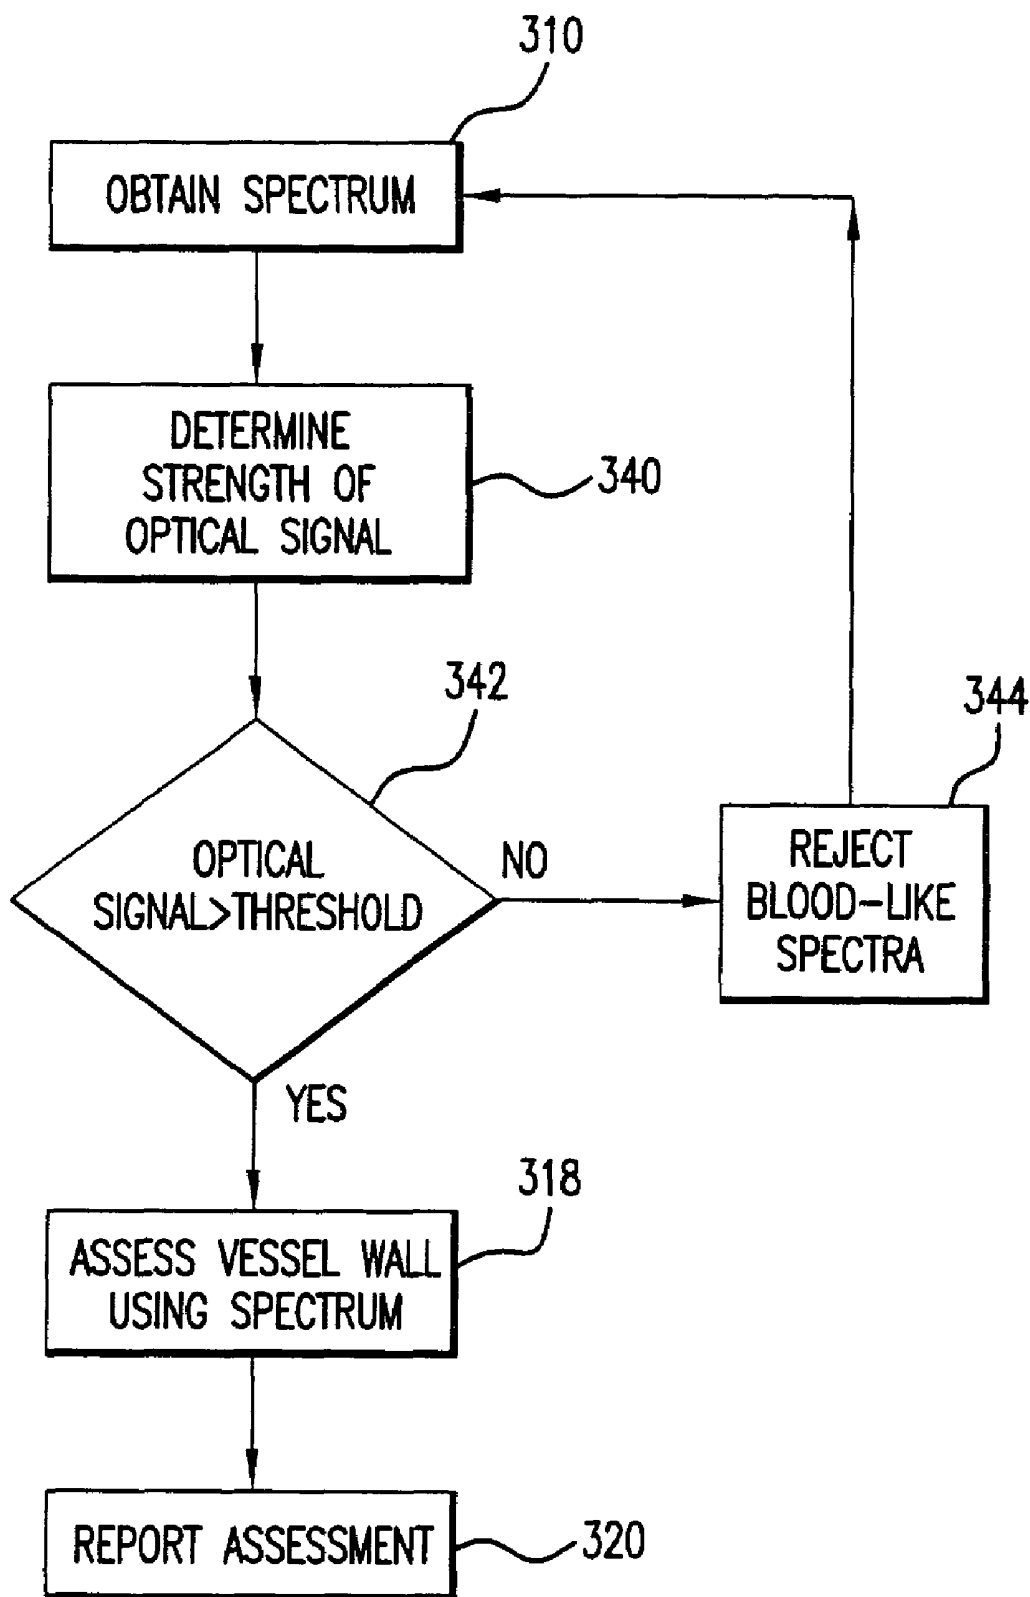 310
OBTAIN SPECTRUM
DETERMINE
STRENGTH OF
OPTICAL SIGNAL
340
342
OPTICAL
SIGNAL>THRESHOLD
NO
344
REJECT
BLOOD-LIKE
SPECTRA
YES
318
ASSESS VESSEL WALL
USING SPECTRUM
REPORT ASSESSMENT
320